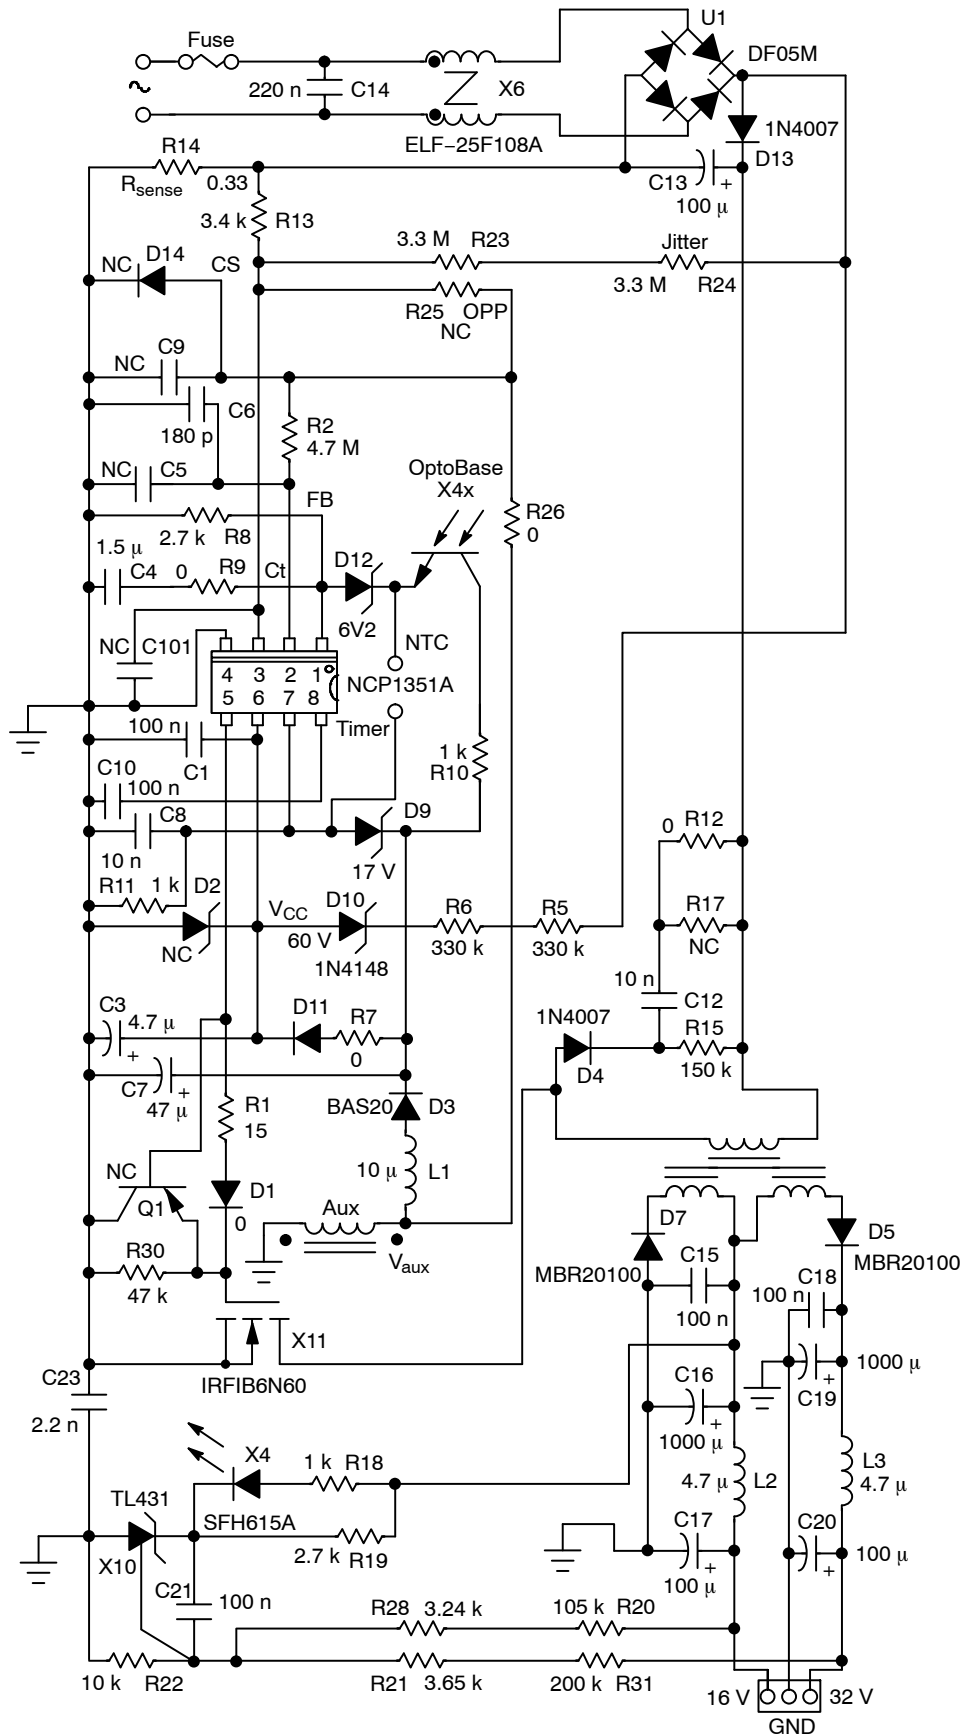 U1
Fuse
DF05M
220 n
C14
X6
1N4007
ELF−25F108A
D13
R14
Rsense
0.33
C13
+
100 μ
3.4 k
R13
3.3 M
R23
Jitter
NC
D14
CS
3.3 M
R24
R25
OPP
NC
NC
C9
C6
R2
4.7 M
180 p
NC
C5
OptoBase
X4x
FB
R26
0
2.7 k
R8
1.5 μ
D12
C4
0
R9
Ct
6V2
NTC
NC
C101
4 3 2 1
NCP1351A
5 6 7 8
Timer
100 n
C1
1 k
R10
C10
100 n
C8
D9
R12
0
10 n
17 V
R11
1 k
D2
VCC
D10
R6
R5
R17
NC
60 V
330 k
330 k
NC
1N4148
10 n
C12
C3
4.7 μ
D11
R7
1N4007
R15
+
0
D4
150 k
C7
+
47 μ
R1
15
BAS20
D3
NC
10 μ
L1
Q1
D1
0
Aux
D7
D5
R30
Vaux
C15
MBR20100
MBR20100
C18
47 k
100 n
100 n
X11
C23
IRFIB6N60
C16
+
1000 μ
1000 μ
+
C19
2.2 n
X4
1 k
R18
4.7 μ
L2
L3
4.7 μ
TL431
SFH615A
C17
C20
X10
2.7 k
R19
+
100 μ
+
100 μ
C21
100 n
R28
3.24 k
105 k
R20
10 k
R22
R21
3.65 k
200 k
R31
16 V
32 V
GND